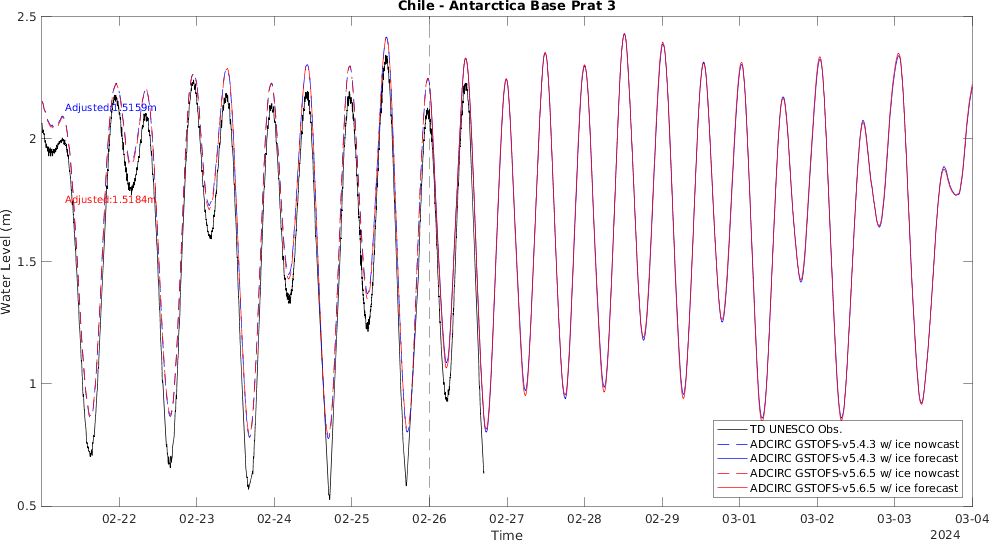 Chile - Antarctica Base Prat 3
2.5
2
1.5
1
0.5
Water Level (m)
Adjusted:1.5159m
Adjusted:1.5184m
TD UNESCO Obs.
ADCIRC GSTOFS-v5.4.3 w/ ice nowcast
ADCIRC GSTOFS-v5.4.3 w/ ice forecast
ADCIRC GSTOFS-v5.6.5 w/ ice nowcast
ADCIRC GSTOFS-v5.6.5 w/ ice forecast
02-22 02-23 02-24 02-25 02-26 02-27 02-28 02-29 03-01 03-02 03-03 03-04
Time
2024